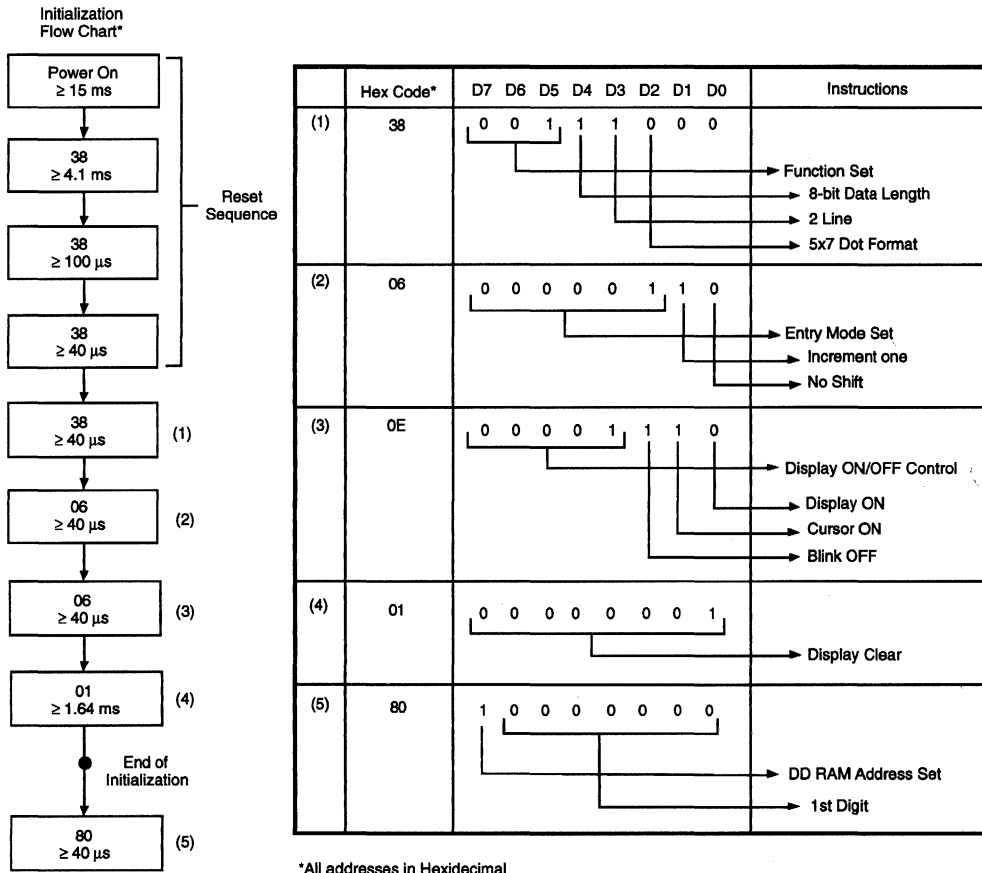 Initialization
Flow Chart*
Power On
≥ 15 ms
38
≥ 4.1 ms
38
≥ 100 µs
38
≥ 40 µs
Reset
Sequence
38
≥ 40 µs
(1)
06
≥ 40 µs
(2)
06
≥ 40 µs
(3)
01
≥ 1.64 ms
(4)
End of
Initialization
80
≥ 40 µs
(5)
Hex Code* D7 D6 D5 D4 D3 D2 D1 D0 Instructions
(1) 38 0 0 1 1 1 0 0 0
Function Set
8-bit Data Length
2 Line
5x7 Dot Format
(2) 06 0 0 0 0 0 1 1 0
Entry Mode Set
Increment one
No Shift
(3) 0E 0 0 0 0 1 1 1 0
Display ON/OFF Control
Display ON
Cursor ON
Blink OFF
(4) 01 0 0 0 0 0 0 0 1
Display Clear
(5) 80 1 0 0 0 0 0 0 0
DD RAM Address Set
1st Digit
*All addresses in Hexidecimal